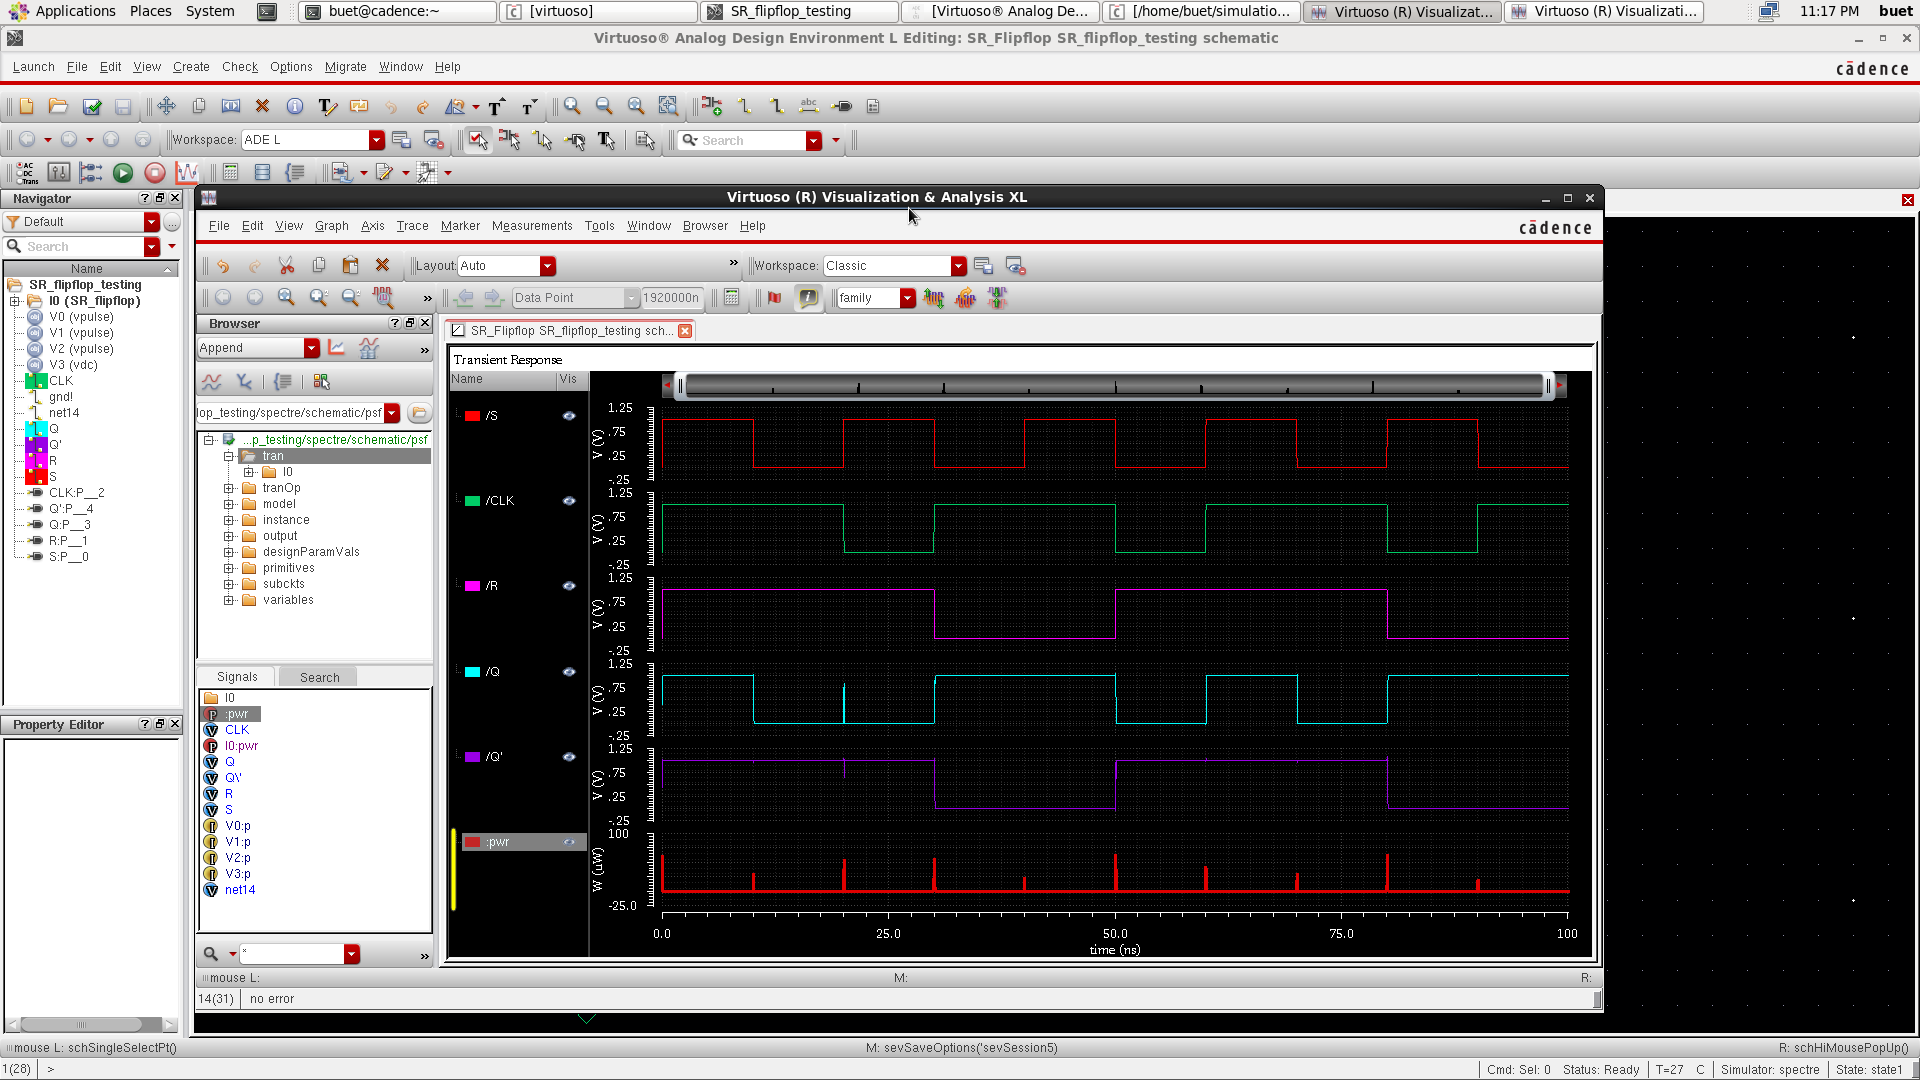 Applications Places System buet@cadence:~ [virtuoso] SR_flipflop_testing [Virtuoso® Analog De... [/home/buet/simulatio... Virtuoso (R) Visualizat... Virtuoso (R) Visualizati... 11:17 PM buet
Virtuoso® Analog Design Environment L Editing: SR_Flipflop SR_flipflop_testing schematic
Launch File Edit View Create Check Options Migrate Window Help cādence
Workspace: ADE L Search
Navigator
Default
Search
Name
SR_flipflop_testing
I0 (SR_flipflop)
V0 (vpulse)
V1 (vpulse)
V2 (vpulse)
V3 (vdc)
CLK
gnd!
net14
Q
Q'
R
S
CLK:P__2
Q':P__4
Q:P__3
R:P__1
S:P__0
Property Editor
Virtuoso (R) Visualization & Analysis XL
File Edit View Graph Axis Trace Marker Measurements Tools Window Browser Help cādence
Layout: Auto » Workspace: Classic
» Data Point 1920000n family
Browser
Append »
lop_testing/spectre/schematic/psf
...p_testing/spectre/schematic/psf
tran
I0
tranOp
model
instance
output
designParamVals
primitives
subckts
variables
Signals Search
I0
:pwr
CLK
I0:pwr
Q
Q\'
R
S
V0:p
V1:p
V2:p
V3:p
net14
* »
SR_Flipflop SR_flipflop_testing sch...
Transient Response
Name Vis
/S
V (V)
1.25
.75
.25
-.25
/CLK
V (V)
1.25
.75
.25
-.25
/R
V (V)
1.25
.75
.25
-.25
/Q
V (V)
1.25
.75
.25
-.25
/Q'
V (V)
1.25
.75
.25
-.25
:pwr
W (uW)
100
-25.0
0.0 25.0 50.0 75.0 100
time (ns)
mouse L: M: R:
14(31) no error
mouse L: schSingleSelectPt() M: sevSaveOptions('sevSession5) R: schHiMousePopUp()
1(28) > Cmd: Sel: 0 Status: Ready T=27 C Simulator: spectre State: state1